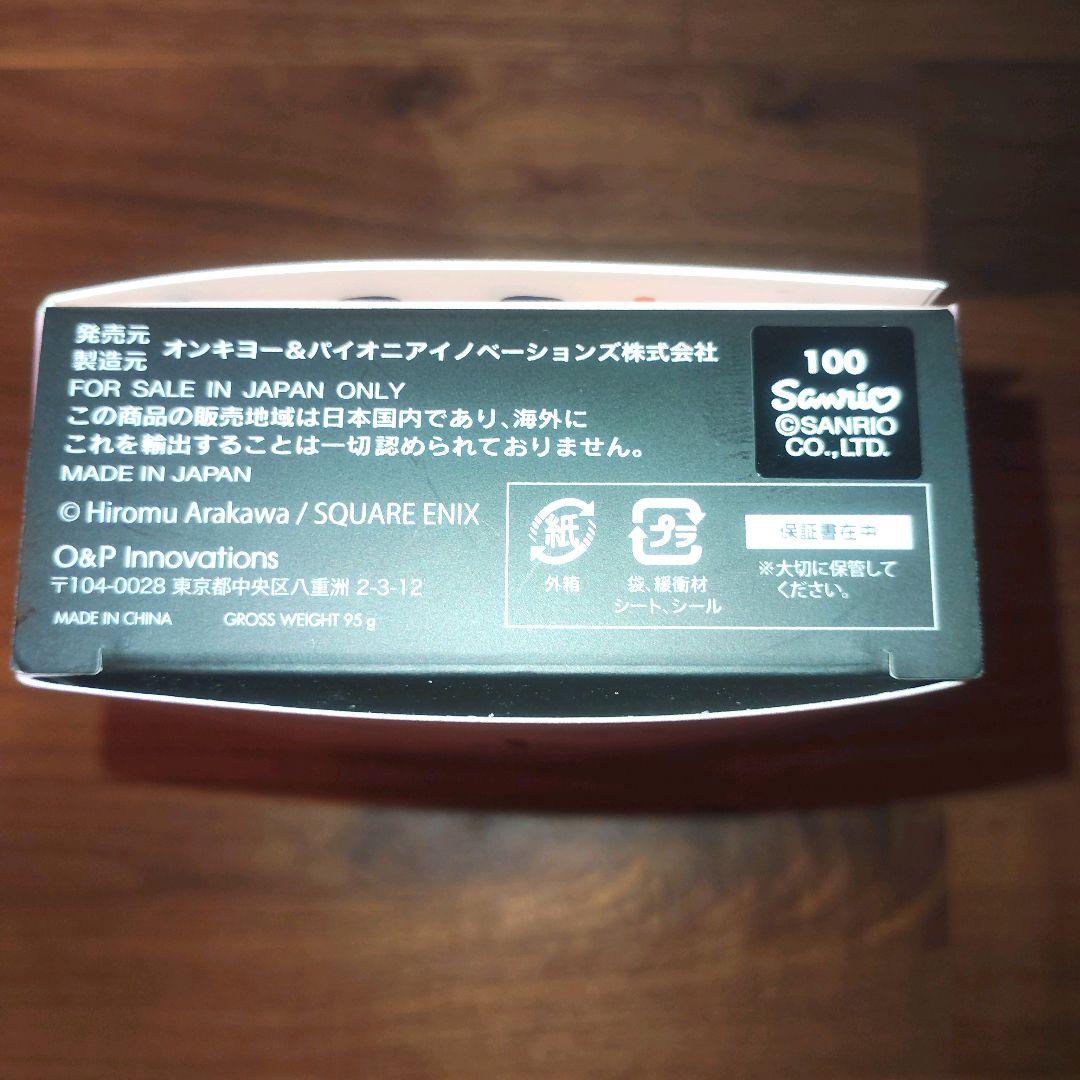 発売元
製造元 オンキヨー&パイオニアイノベーションズ株式会社
FOR SALE IN JAPAN ONLY
この商品の販売地域は日本国内であり、海外に
これを輸出することは一切認められておりません。
MADE IN JAPAN
© Hiromu Arakawa / SQUARE ENIX
O&P Innovations
〒104-0028 東京都中央区八重洲 2-3-12
MADE IN CHINA GROSS WEIGHT 95 g
100
Sanrio
©SANRIO
CO.,LTD.
紙
外箱
プラ
袋、緩衝材
シート、シール
保証書在中
※大切に保管して
ください。